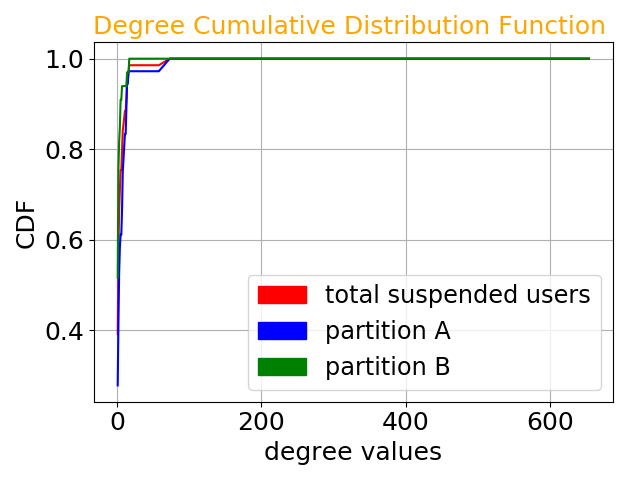 Degree Cumulative Distribution Function
1.0
0.8
0.6
0.4
CDF
total suspended users
partition A
partition B
0 200 400 600
degree values